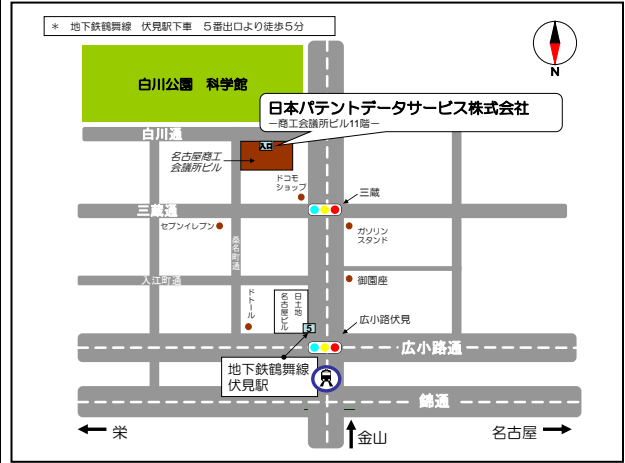 ＊ 地下鉄鶴舞線 伏見駅下車 5番出口より徒歩5分
N
白川公園 科学館
日本パテントデータサービス株式会社
－商工会議所ビル11階－
白川通
入口
名古屋商工
会議所ビル
ドコモ
ショップ
三蔵
三蔵通
セブンイレブン
桑名町通
ガソリン
スタンド
入江町通
御園座
ドトール
日土地
名古屋ビル
5
広小路伏見
広小路通
地下鉄鶴舞線
伏見駅
錦通
栄
金山
名古屋